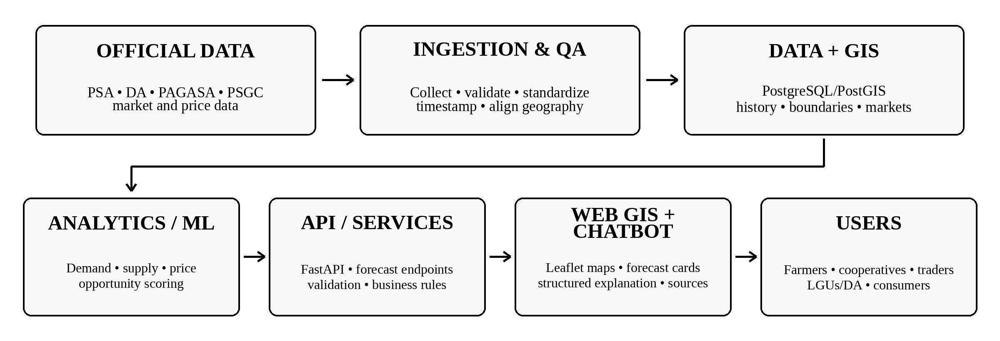 OFFICIAL DATA
PSA • DA • PAGASA • PSGC
market and price data
INGESTION & QA
Collect • validate • standardize
timestamp • align geography
DATA + GIS
PostgreSQL/PostGIS
history • boundaries • markets
ANALYTICS / ML
Demand • supply • price
opportunity scoring
API / SERVICES
FastAPI • forecast endpoints
validation • business rules
WEB GIS +
CHATBOT
Leaflet maps • forecast cards
structured explanation • sources
USERS
Farmers • cooperatives • traders
LGUs/DA • consumers